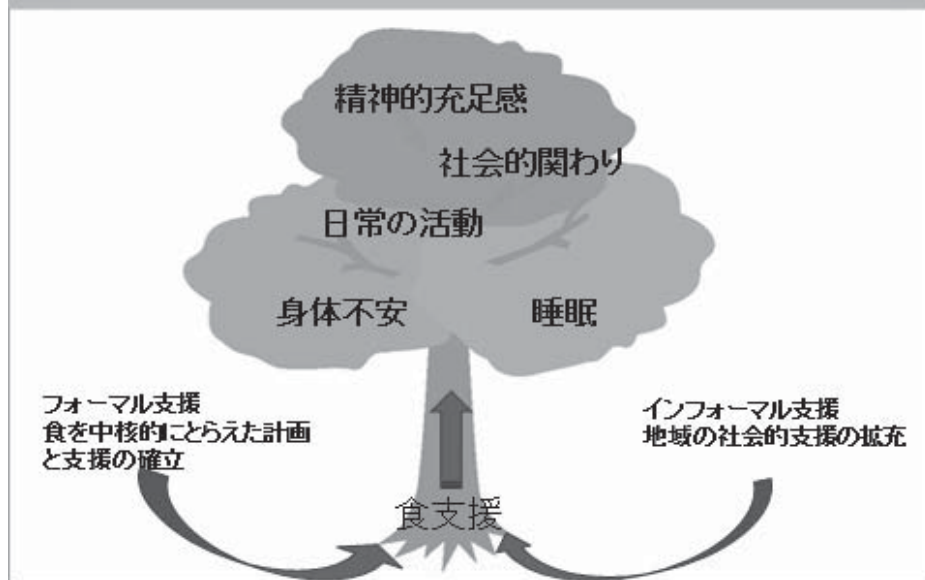 精神的充足感
社会的関わり
日常の活動
身体不安
睡眠
フォーマル支援
食を中核的にとらえた計画
と支援の確立
インフォーマル支援
地域の社会的支援の拡充
食支援